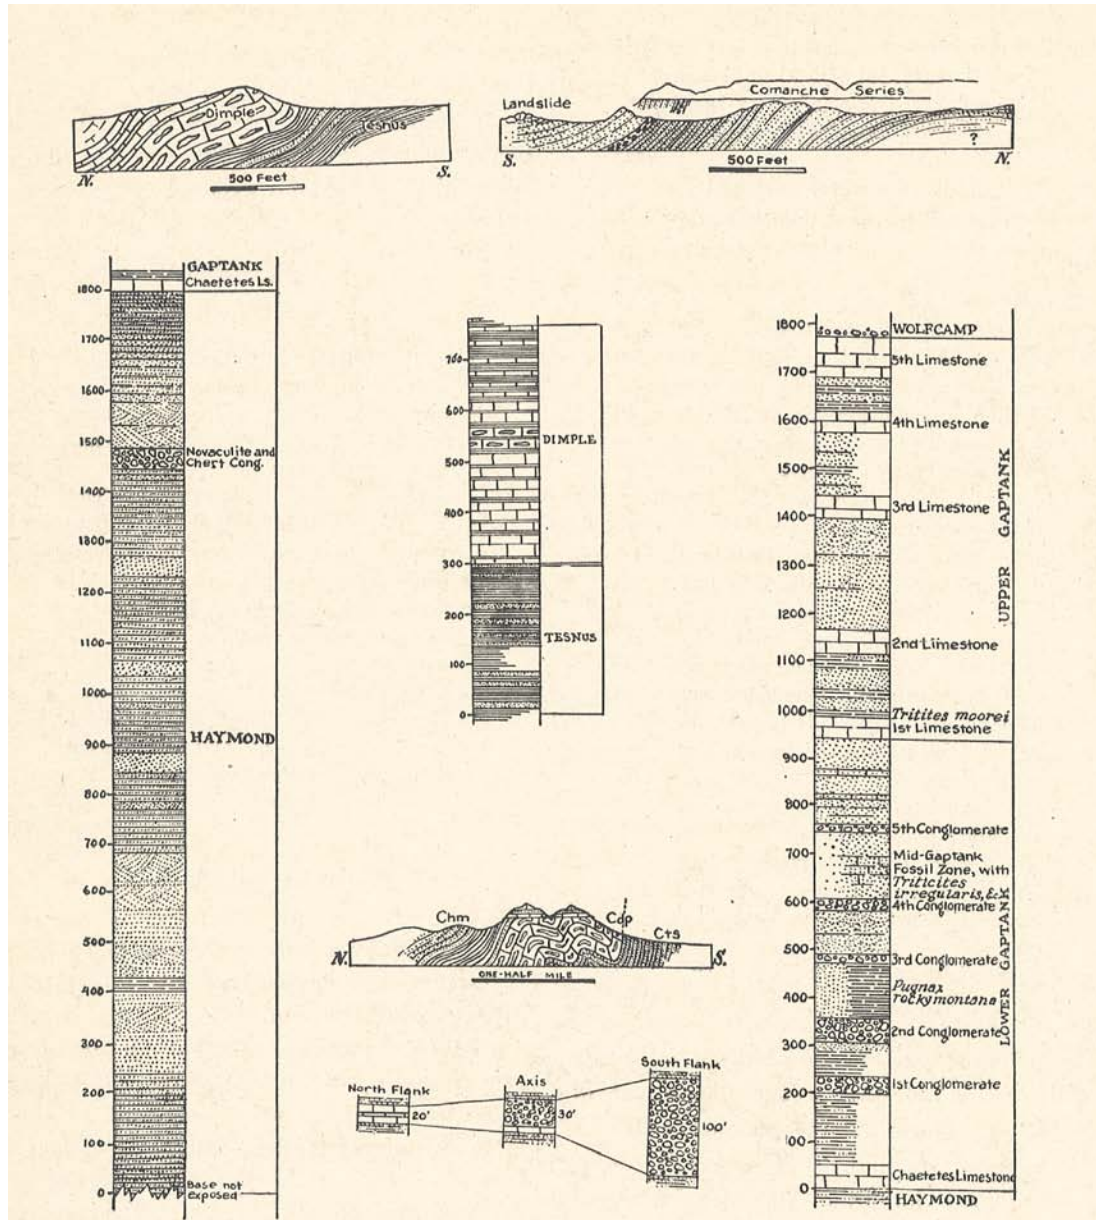 Dimple
Tesnus
N.
S.
500 Feet
Landslide
Comanche Series
?
S.
N.
500 Feet
GAPTANK
Chaetetes Ls.
1800
1700
1600
1500
Novaculite and
Chert Cong.
1400
1300
1200
1100
1000
900
HAYMOND
800
700
600
500
400
300
200
100
Base not
exposed
0
700
600
DIMPLE
500
400
300
200
TESNUS
100
0
1800
WOLFCAMP
5th Limestone
1700
1600
4th Limestone
1500
3rd Limestone
1400
1300
1200
2nd Limestone
1100
1000
Tritites moorei
1st Limestone
UPPER GAPTANK
900
800
5th Conglomerate
700
Mid-Gaptank
Fossil Zone, with
Triticites
irregularis, &x
600
4th Conglomerate
500
3rd Conglomerate
Pugnax
rockymontana
400
2nd Conglomerate
300
1st Conglomerate
200
100
Chaetetes Limestone
0
HAYMOND
LOWER GAPTANK
Chm
Cdp
Cts
N.
S.
ONE-HALF MILE
North Flank
20'
Axis
30'
South Flank
100'